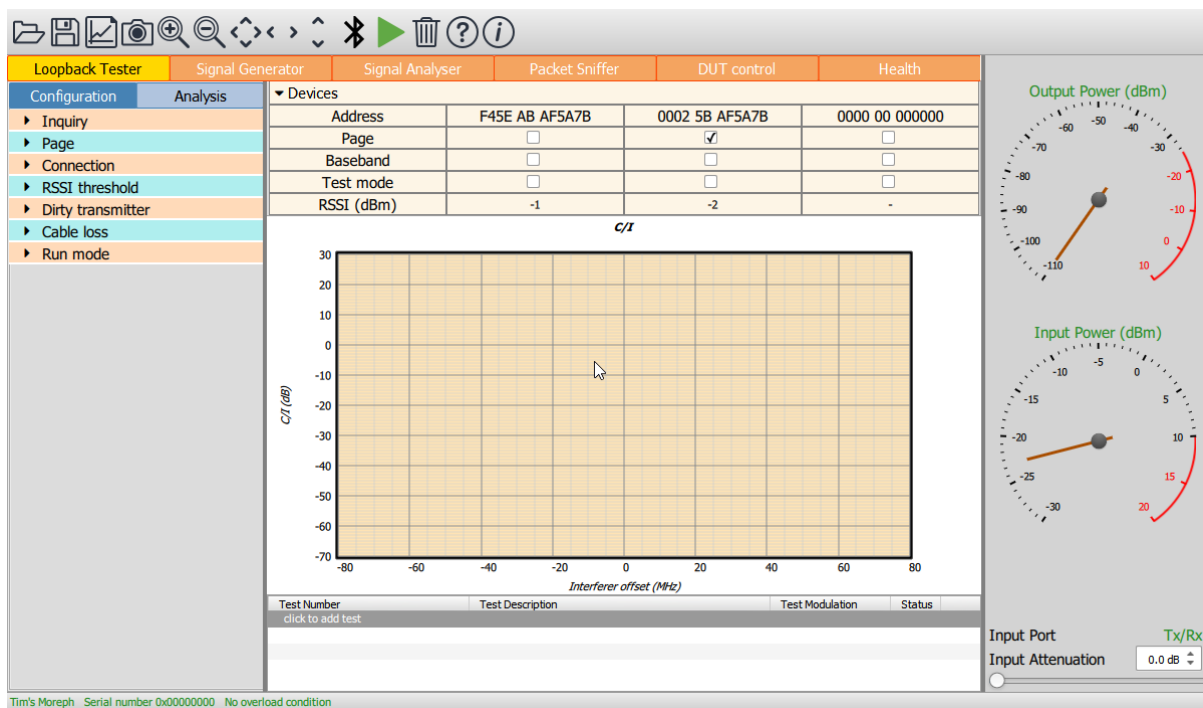 Loopback Tester Signal Generator Signal Analyser Packet Sniffer DUT control Health
Configuration Analysis
Inquiry
Page
Connection
RSSI threshold
Dirty transmitter
Cable loss
Run mode
Devices
Address F45E AB AF5A7B 0002 5B AF5A7B 0000 00 000000
Page
Baseband
Test mode
RSSI (dBm) -1 -2 -
C/I
30
20
10
0
-10
-20
-30
-40
-50
-60
-70
C/I (dB)
-80 -60 -40 -20 0 20 40 60 80
Interferer offset (MHz)
Test Number Test Description Test Modulation Status
click to add test
Output Power (dBm)
-110 -100 -90 -80 -70 -60 -50 -40 -30 -20 -10 0 10
Input Power (dBm)
-30 -25 -20 -15 -10 -5 0 5 10 15 20
Input Port Tx/Rx
Input Attenuation 0.0 dB
Tim's Moreph Serial number 0x00000000 No overload condition